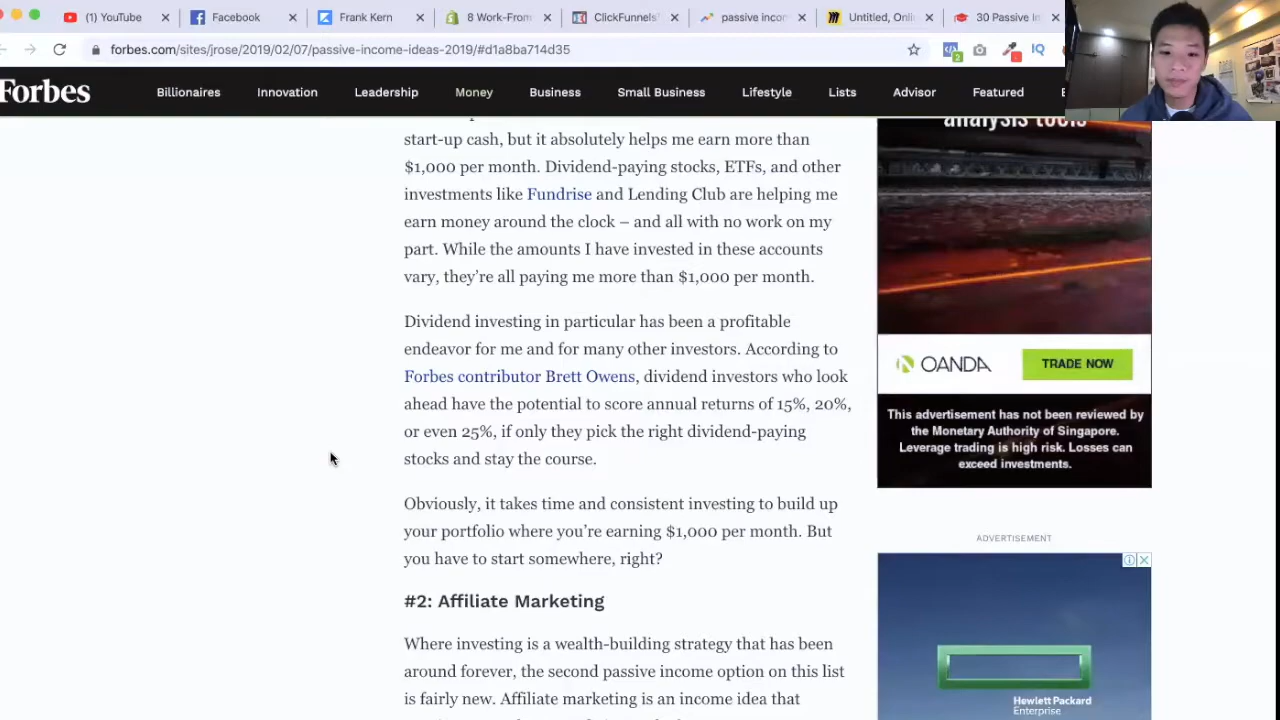 (1) YouTube
Facebook
Frank Kern
8 Work-From
ClickFunnels
passive incom
Untitled, Onli
30 Passive In
forbes.com/sites/jrose/2019/02/07/passive-income-ideas-2019/#d1a8ba714d35
IQ
Forbes
Billionaires Innovation Leadership Money Business Small Business Lifestyle Lists Advisor Featured
start-up cash, but it absolutely helps me earn more than
$1,000 per month. Dividend-paying stocks, ETFs, and other
investments like Fundrise and Lending Club are helping me
earn money around the clock – and all with no work on my
part. While the amounts I have invested in these accounts
vary, they're all paying me more than $1,000 per month.
Dividend investing in particular has been a profitable
endeavor for me and for many other investors. According to
Forbes contributor Brett Owens, dividend investors who look
ahead have the potential to score annual returns of 15%, 20%,
or even 25%, if only they pick the right dividend-paying
stocks and stay the course.
Obviously, it takes time and consistent investing to build up
your portfolio where you're earning $1,000 per month. But
you have to start somewhere, right?
#2: Affiliate Marketing
Where investing is a wealth-building strategy that has been
around forever, the second passive income option on this list
is fairly new. Affiliate marketing is an income idea that
analysis tools
OANDA
TRADE NOW
This advertisement has not been reviewed by
the Monetary Authority of Singapore.
Leverage trading is high risk. Losses can
exceed investments.
ADVERTISEMENT
Hewlett Packard
Enterprise